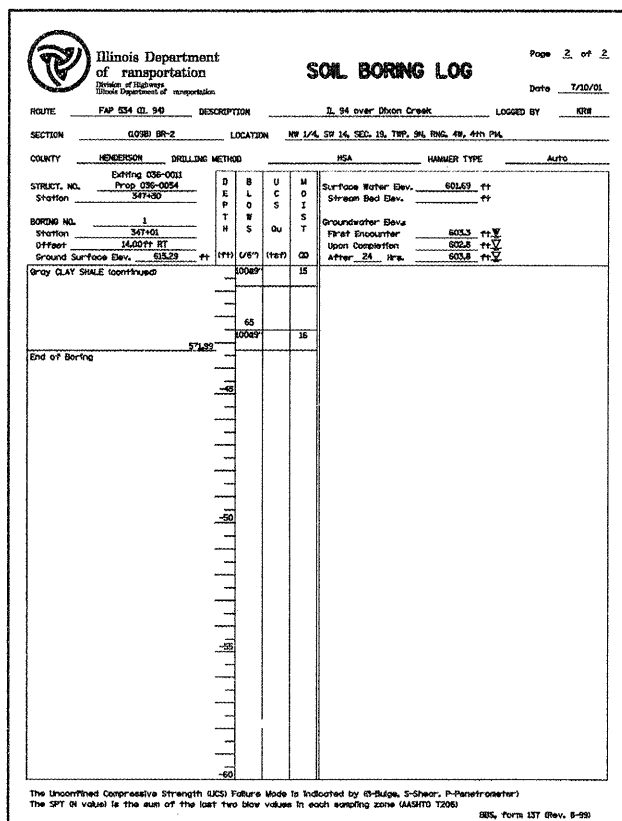 Illinois Department
of ransportation
Division of Highways
Illinois Department of ransportation
SOIL BORING LOG
Page 2 of 2
Date 7/10/01
ROUTE FAP 534 (IL 94) DESCRIPTION IL 94 over Dixon Creek LOGGED BY KRW
SECTION (109B) BR-2 LOCATION NW 1/4, SW 14, SEC. 19, TWP. 9N, RNG. 4W, 4th PM,
COUNTY HENDERSON DRILLING METHOD HSA HAMMER TYPE Auto
STRUCT. NO. Exiting 036-0011
Prop 036-0054
Station 347+30
BORING NO. 1
Station 347+01
Offset 14.00ft RT
Ground Surface Elev. 615.29 ft
DEPTH (ft)
BLOWS (/6")
UCS Qu (tsf)
MOIST (%)
Surface Water Elev. 601.69 ft
Stream Bed Elev. ft
Groundwater Elev.:
First Encounter 603.3 ft
Upon Completion 602.8 ft
After 24 Hrs. 603.8 ft
Gray CLAY SHALE (continued) 100@9" 15
65
100@9" 16
571.99
End of Boring
-45
-50
-55
-60
The Unconfined Compressive Strength (UCS) Failure Mode is indicated by (B-Bulge, S-Shear, P-Penetrometer)
The SPT (N value) is the sum of the last two blow values in each sampling zone (AASHTO T206)
BBS, form 137 (Rev. 8-99)